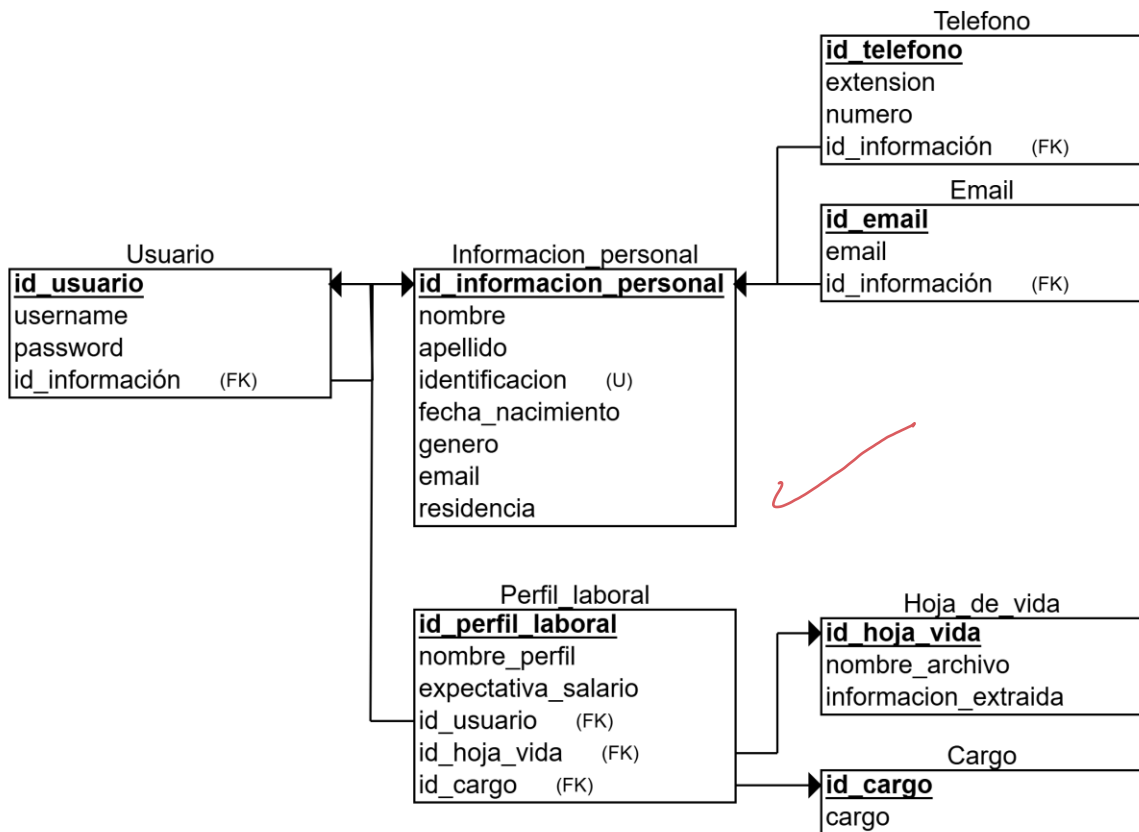 Telefono
id_telefono
extension
numero
id_información (FK)
Email
id_email
email
id_información (FK)
Usuario
id_usuario
username
password
id_información (FK)
Informacion_personal
id_informacion_personal
nombre
apellido
identificacion (U)
fecha_nacimiento
genero
email
residencia
Perfil_laboral
id_perfil_laboral
nombre_perfil
expectativa_salario
id_usuario (FK)
id_hoja_vida (FK)
id_cargo (FK)
Hoja_de_vida
id_hoja_vida
nombre_archivo
informacion_extraida
Cargo
id_cargo
cargo